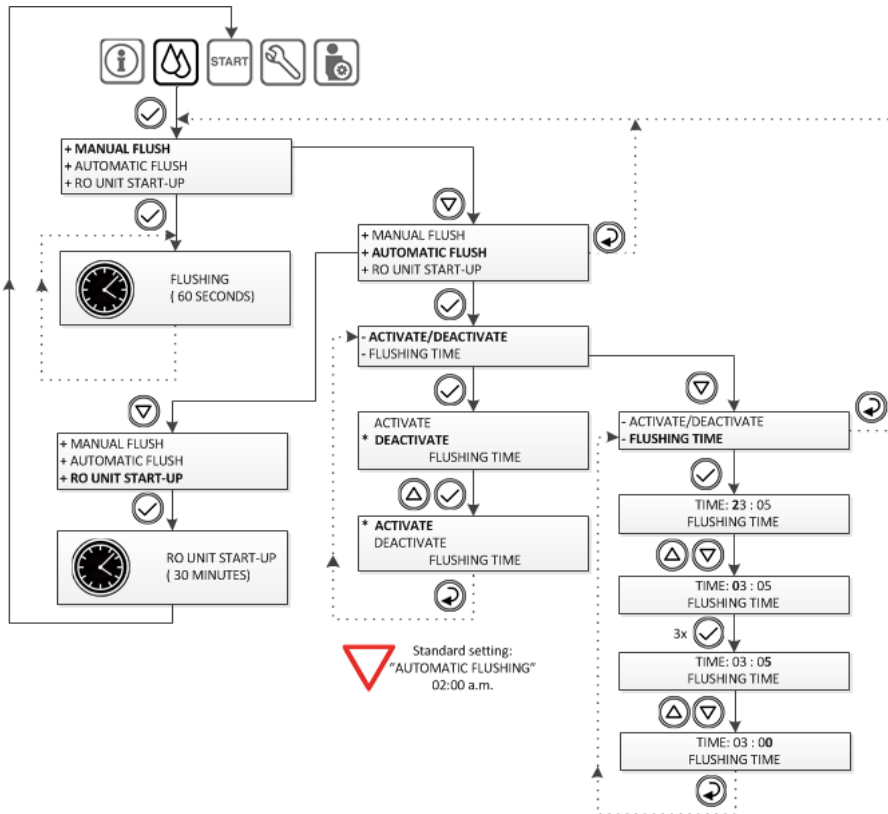 START
+ MANUAL FLUSH
+ AUTOMATIC FLUSH
+ RO UNIT START-UP
FLUSHING
( 60 SECONDS)
+ MANUAL FLUSH
+ AUTOMATIC FLUSH
+ RO UNIT START-UP
RO UNIT START-UP
( 30 MINUTES)
+ MANUAL FLUSH
+ AUTOMATIC FLUSH
+ RO UNIT START-UP
- ACTIVATE/DEACTIVATE
- FLUSHING TIME
ACTIVATE
* DEACTIVATE
FLUSHING TIME
* ACTIVATE
DEACTIVATE
FLUSHING TIME
Standard setting:
"AUTOMATIC FLUSHING"
02:00 a.m.
- ACTIVATE/DEACTIVATE
- FLUSHING TIME
TIME: 23 : 05
FLUSHING TIME
TIME: 03 : 05
FLUSHING TIME
3x
TIME: 03 : 05
FLUSHING TIME
TIME: 03 : 00
FLUSHING TIME